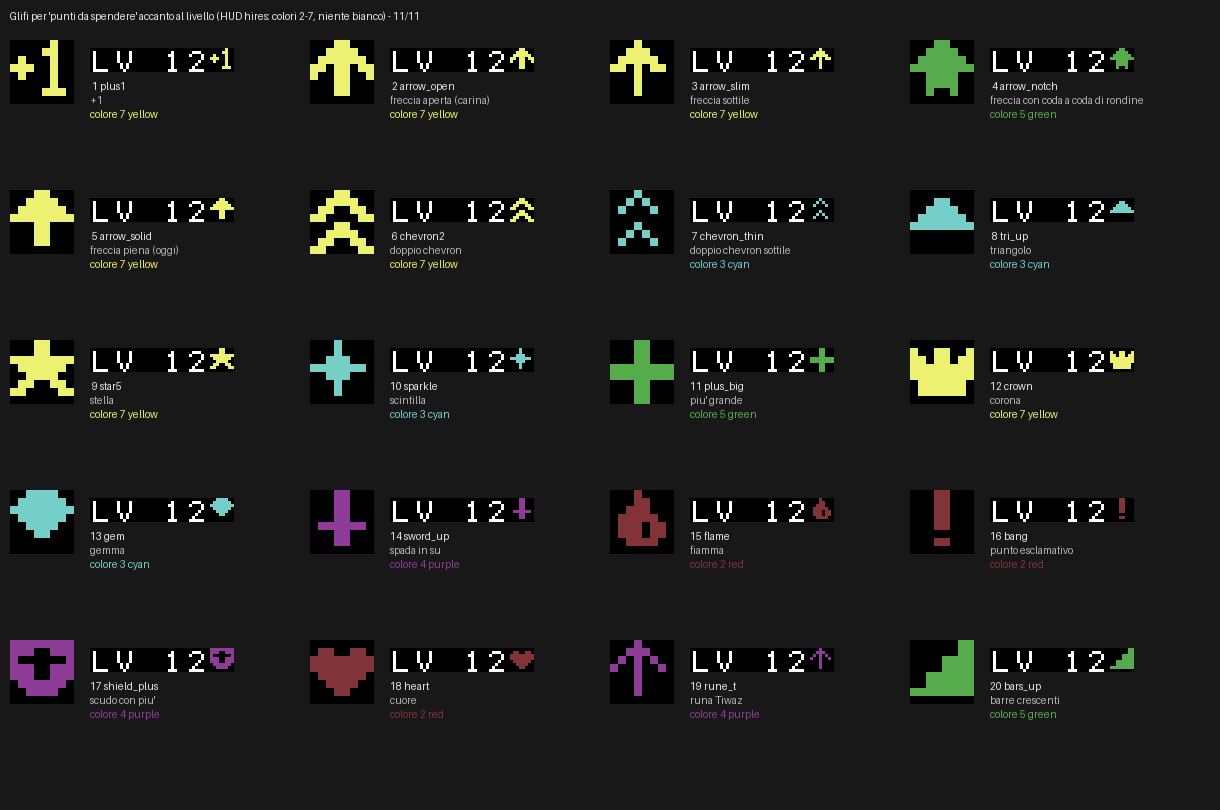 Glifi per 'punti da spendere' accanto al livello (HUD hires: colori 2-7, niente bianco) - 11/11
+1 LV 12 +1
1 plus1
+1
colore 7 yellow
LV 12
2 arrow_open
freccia aperta (carina)
colore 7 yellow
LV 12
3 arrow_slim
freccia sottile
colore 7 yellow
LV 12
4 arrow_notch
freccia con coda a coda di rondine
colore 5 green
LV 12
5 arrow_solid
freccia piena (oggi)
colore 7 yellow
LV 12
6 chevron2
doppio chevron
colore 7 yellow
LV 12
7 chevron_thin
doppio chevron sottile
colore 3 cyan
LV 12
8 tri_up
triangolo
colore 3 cyan
LV 12
9 star5
stella
colore 7 yellow
LV 12
10 sparkle
scintilla
colore 3 cyan
LV 12
11 plus_big
piu' grande
colore 5 green
LV 12
12 crown
corona
colore 7 yellow
LV 12
13 gem
gemma
colore 3 cyan
LV 12
14 sword_up
spada in su
colore 4 purple
LV 12
15 flame
fiamma
colore 2 red
! LV 12 !
16 bang
punto esclamativo
colore 2 red
LV 12
17 shield_plus
scudo con piu'
colore 4 purple
LV 12
18 heart
cuore
colore 2 red
LV 12
19 rune_t
runa Tiwaz
colore 4 purple
LV 12
20 bars_up
barre crescenti
colore 5 green